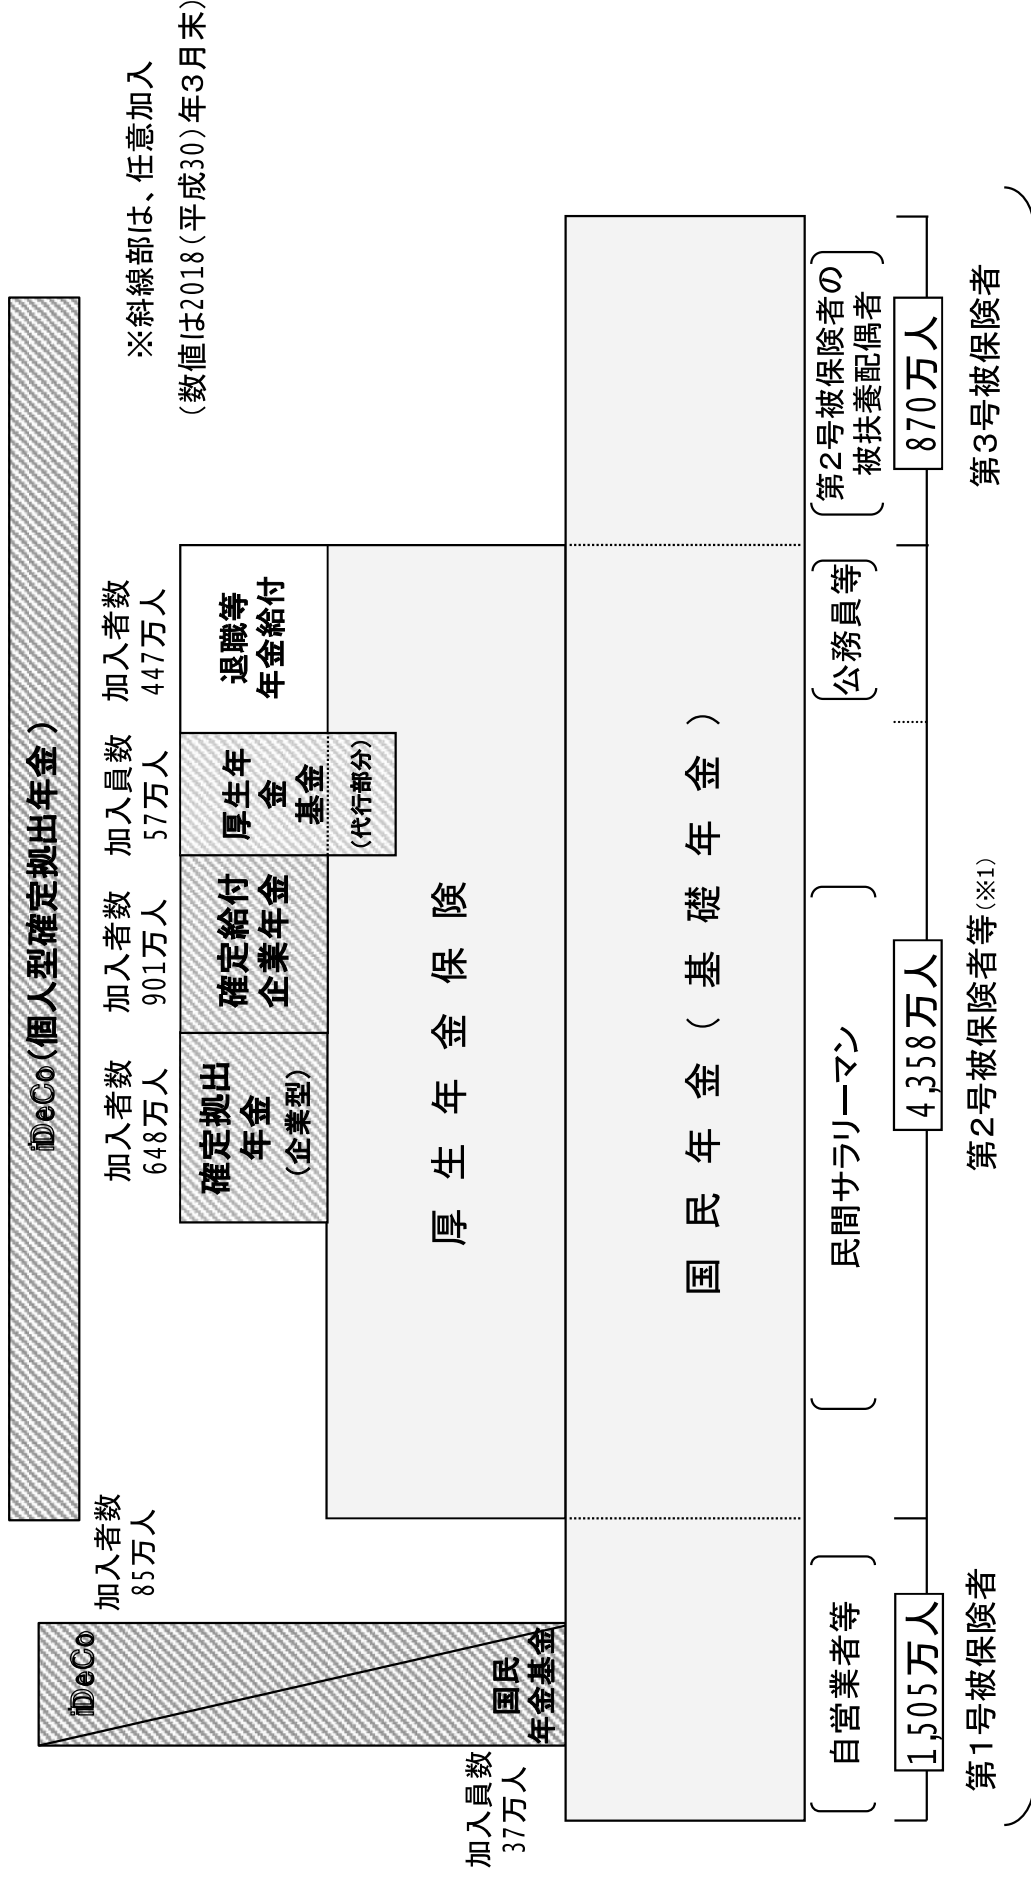 ※斜線部は、任意加入
（数値は2018（平成30）年3月末）
iDeCo（個人型確定拠出年金）
iDeCo
加入者数
85万人
加入者数
648万人
加入者数
901万人
加入員数
57万人
加入者数
447万人
確定拠出
年金
（企業型）
確定給付
企業年金
厚生年
金
基金
（代行部分）
退職等
年金給付
加入員数
37万人
国民
年金基金
厚生年金保険
国民年金（基礎年金）
自営業者等
民間サラリーマン
公務員等
第2号被保険者の
被扶養配偶者
1,505万人
4,358万人
870万人
第1号被保険者
第2号被保険者等(※1)
第3号被保険者